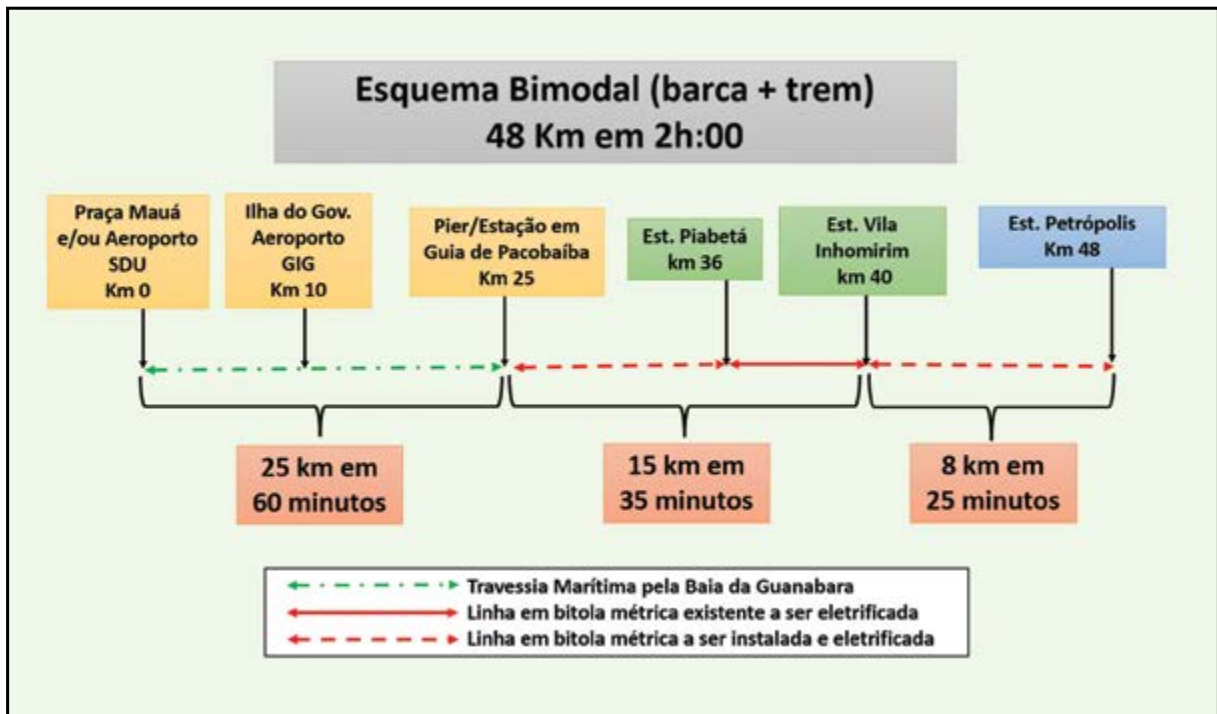 Esquema Bimodal (barca + trem)
48 Km em 2h:00
Praça Mauá
e/ou Aeroporto
SDU
Km 0
Ilha do Gov.
Aeroporto
GIG
Km 10
Pier/Estação em
Guia de Pacobaíba
Km 25
Est. Piabetá
km 36
Est. Vila
Inhomirim
km 40
Est. Petrópolis
Km 48
25 km em
60 minutos
15 km em
35 minutos
8 km em
25 minutos
Travessia Marítima pela Baia da Guanabara
Linha em bitola métrica existente a ser eletrificada
Linha em bitola métrica a ser instalada e eletrificada